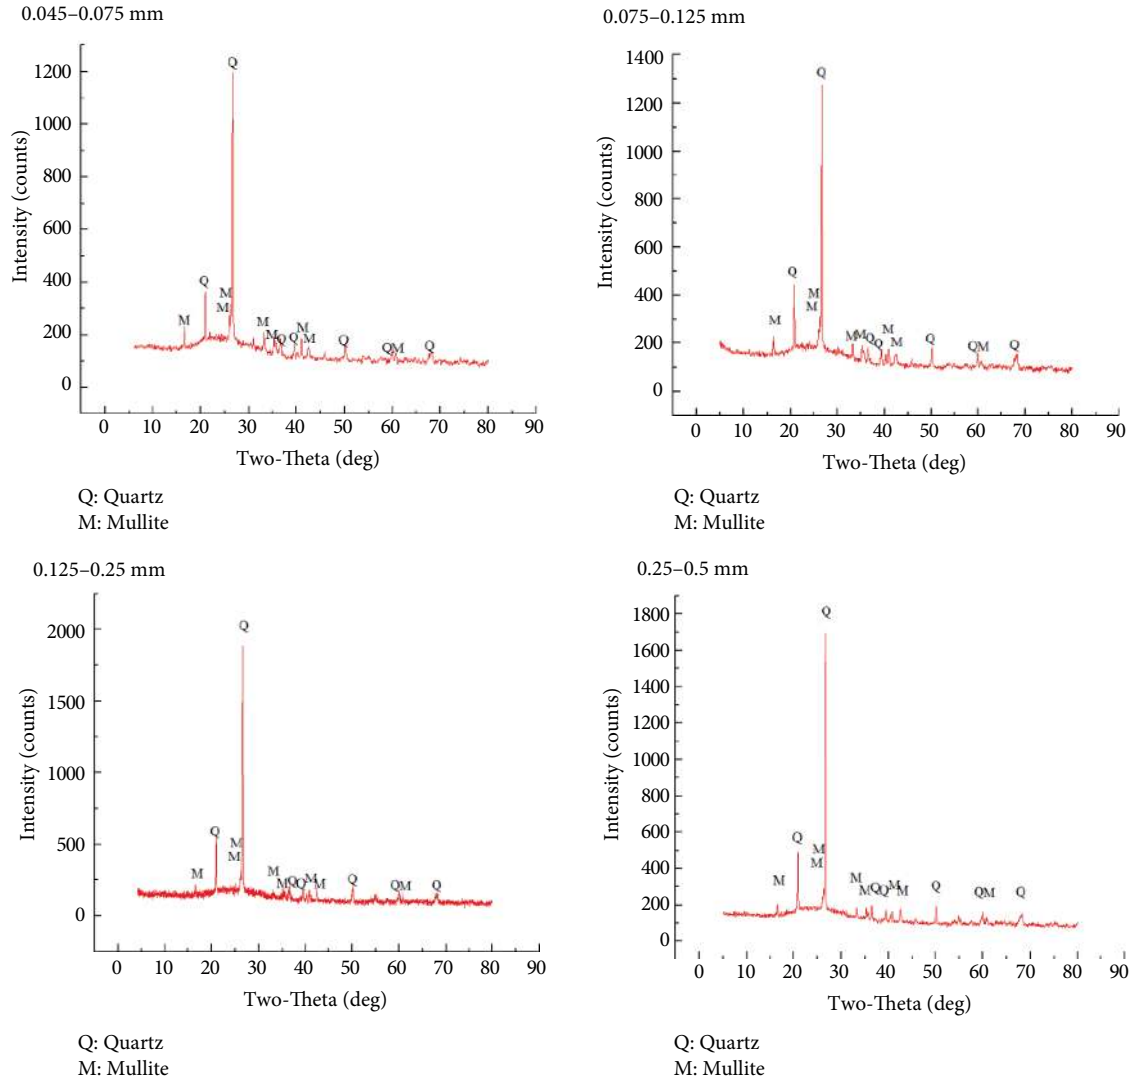 0.045–0.075 mm
Intensity (counts)
1200
1000
800
600
400
200
0
Q
Q
M
M
M
M
M
Q
Q
M
M
Q
Q
M
Q
0 10 20 30 40 50 60 70 80 90
Two-Theta (deg)
Q: Quartz
M: Mullite
0.075–0.125 mm
Intensity (counts)
1400
1200
1000
800
600
400
200
0
Q
Q
M
M
M
M
M
Q
Q
M
M
Q
Q
M
Q
0 10 20 30 40 50 60 70 80 90
Two-Theta (deg)
Q: Quartz
M: Mullite
0.125–0.25 mm
Intensity (counts)
2000
1500
1000
500
0
Q
Q
M
M
M
M
M
Q
Q
M
M
Q
Q
M
Q
0 10 20 30 40 50 60 70 80 90
Two-Theta (deg)
Q: Quartz
M: Mullite
0.25–0.5 mm
Intensity (counts)
1800
1600
1400
1200
1000
800
600
400
200
0
Q
Q
M
M
M
M
M
Q
Q
M
M
Q
Q
M
Q
0 10 20 30 40 50 60 70 80 90
Two-Theta (deg)
Q: Quartz
M: Mullite